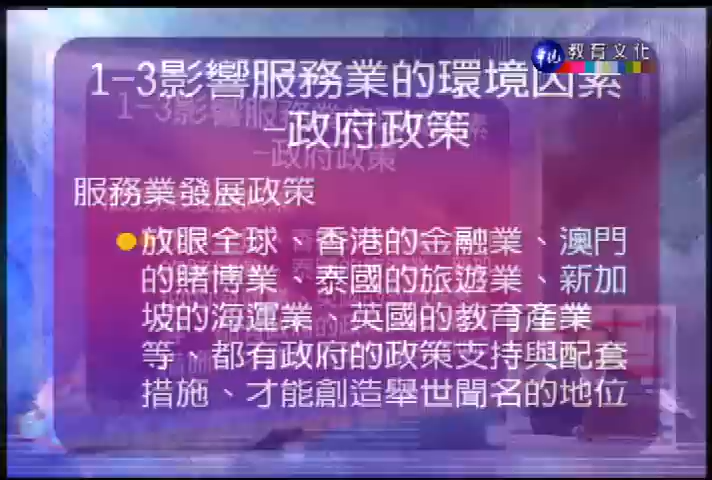 華視 教育文化
1-3影響服務業的環境因素
-政府政策
服務業發展政策
放眼全球、香港的金融業、澳門
的賭博業、泰國的旅遊業、新加
坡的海運業、英國的教育產業
等、都有政府的政策支持與配套
措施、才能創造舉世聞名的地位